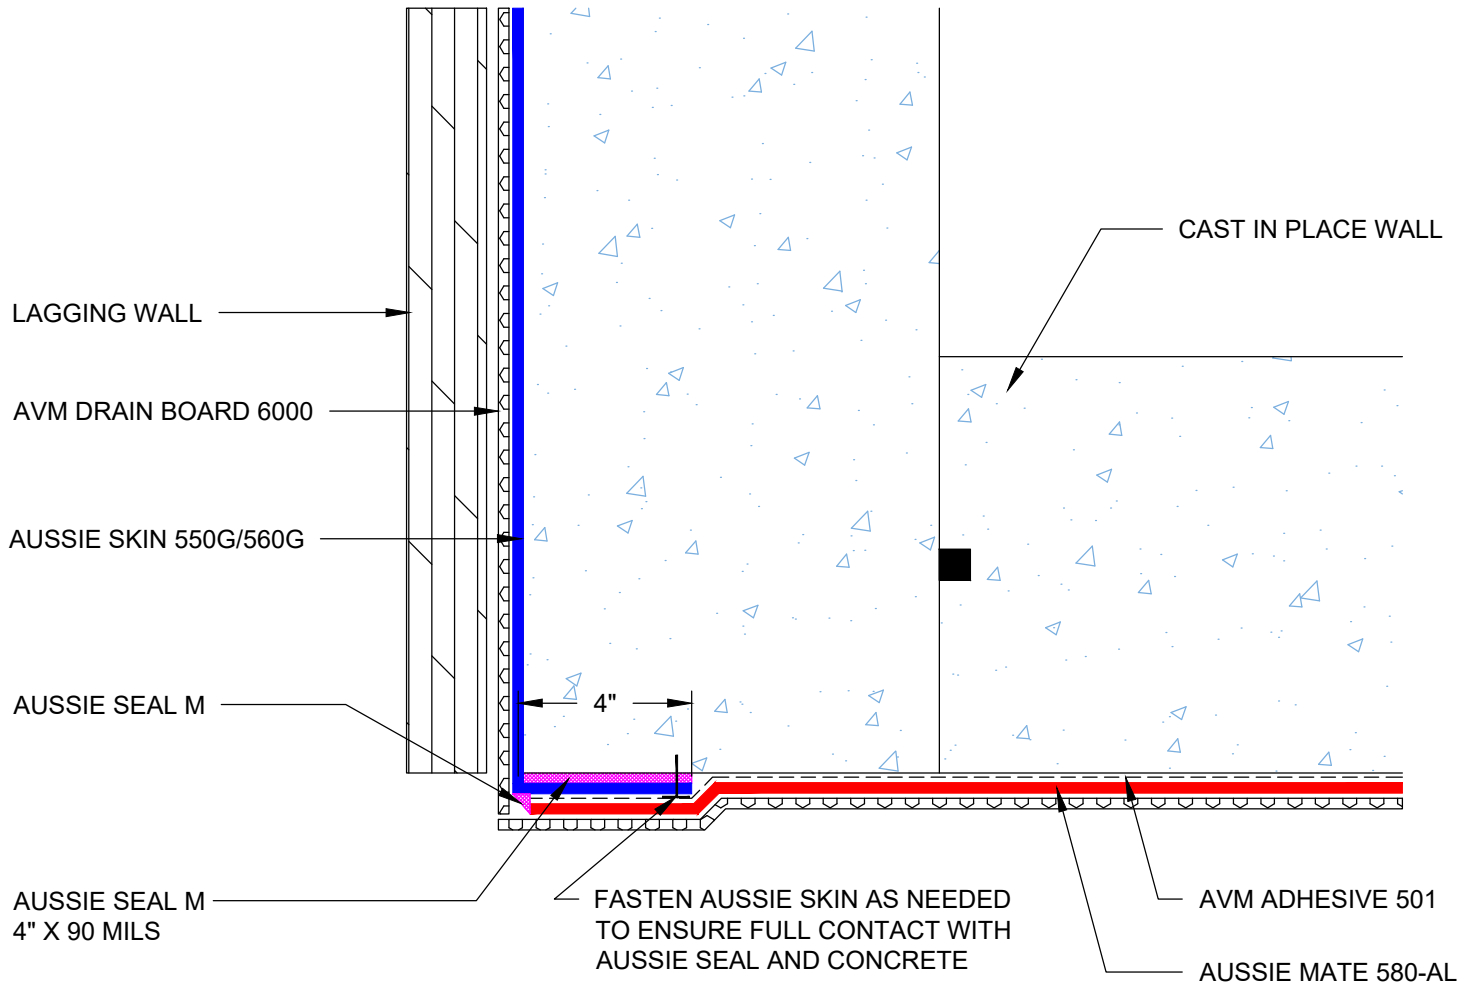 CAST IN PLACE WALL
LAGGING WALL
AVM DRAIN BOARD 6000
AUSSIE SKIN 550G/560G
AUSSIE SEAL M
4"
AUSSIE SEAL M
4" X 90 MILS
FASTEN AUSSIE SKIN AS NEEDED
TO ENSURE FULL CONTACT WITH
AUSSIE SEAL AND CONCRETE
AVM ADHESIVE 501
AUSSIE MATE 580-AL